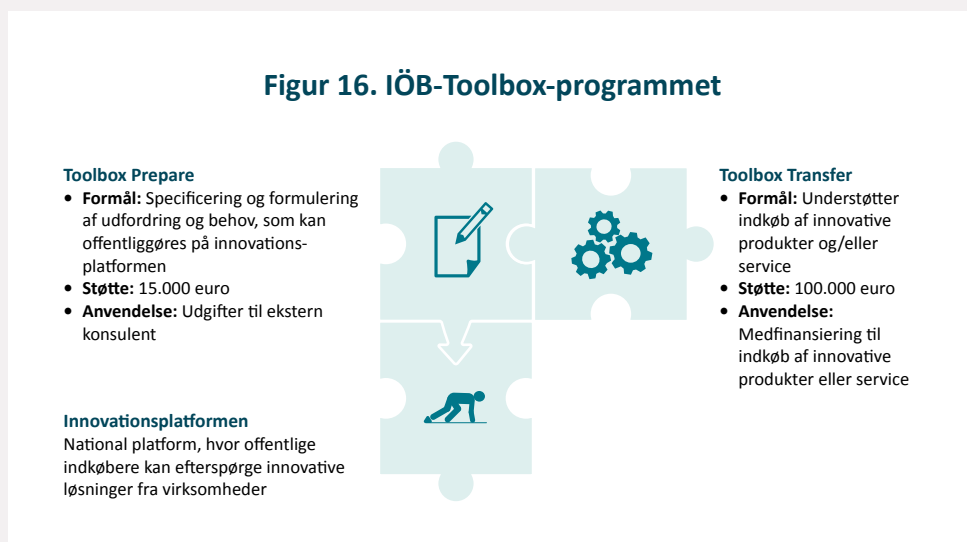 Figur 16. IÖB-Toolbox-programmet
Toolbox Prepare
• Formål: Specificering og formulering
af udfordring og behov, som kan
offentliggøres på innovations-
platformen
• Støtte: 15.000 euro
• Anvendelse: Udgifter til ekstern
konsulent
Innovationsplatformen
National platform, hvor offentlige
indkøbere kan efterspørge innovative
løsninger fra virksomheder
Toolbox Transfer
• Formål: Understøtter
indkøb af innovative
produkter og/eller
service
• Støtte: 100.000 euro
• Anvendelse:
Medfinansiering til
indkøb af innovative
produkter eller service